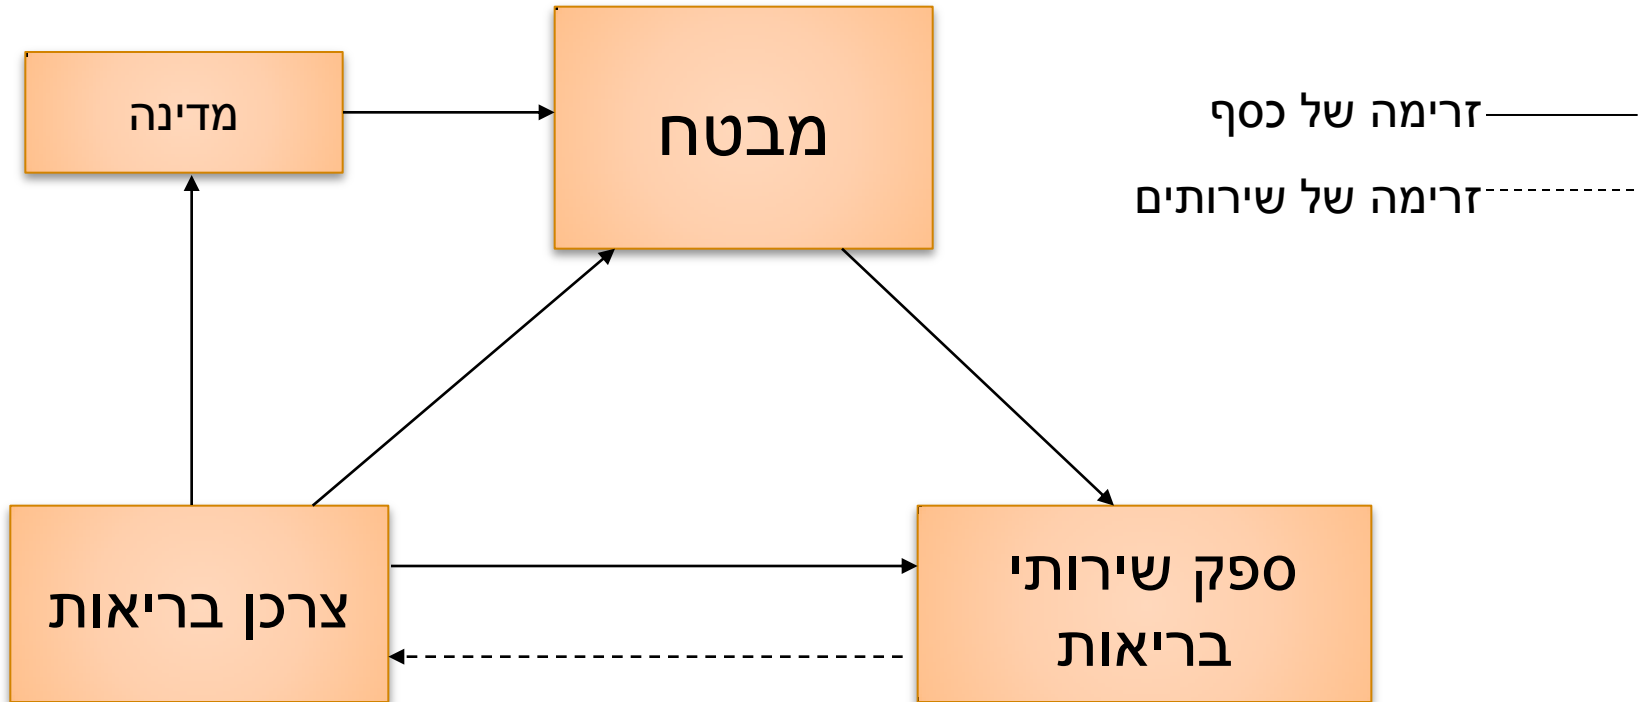 מבטח
מדינה
זרימה של כסף
זרימה של שירותים
צרכן בריאות
ספק שירותי
בריאות